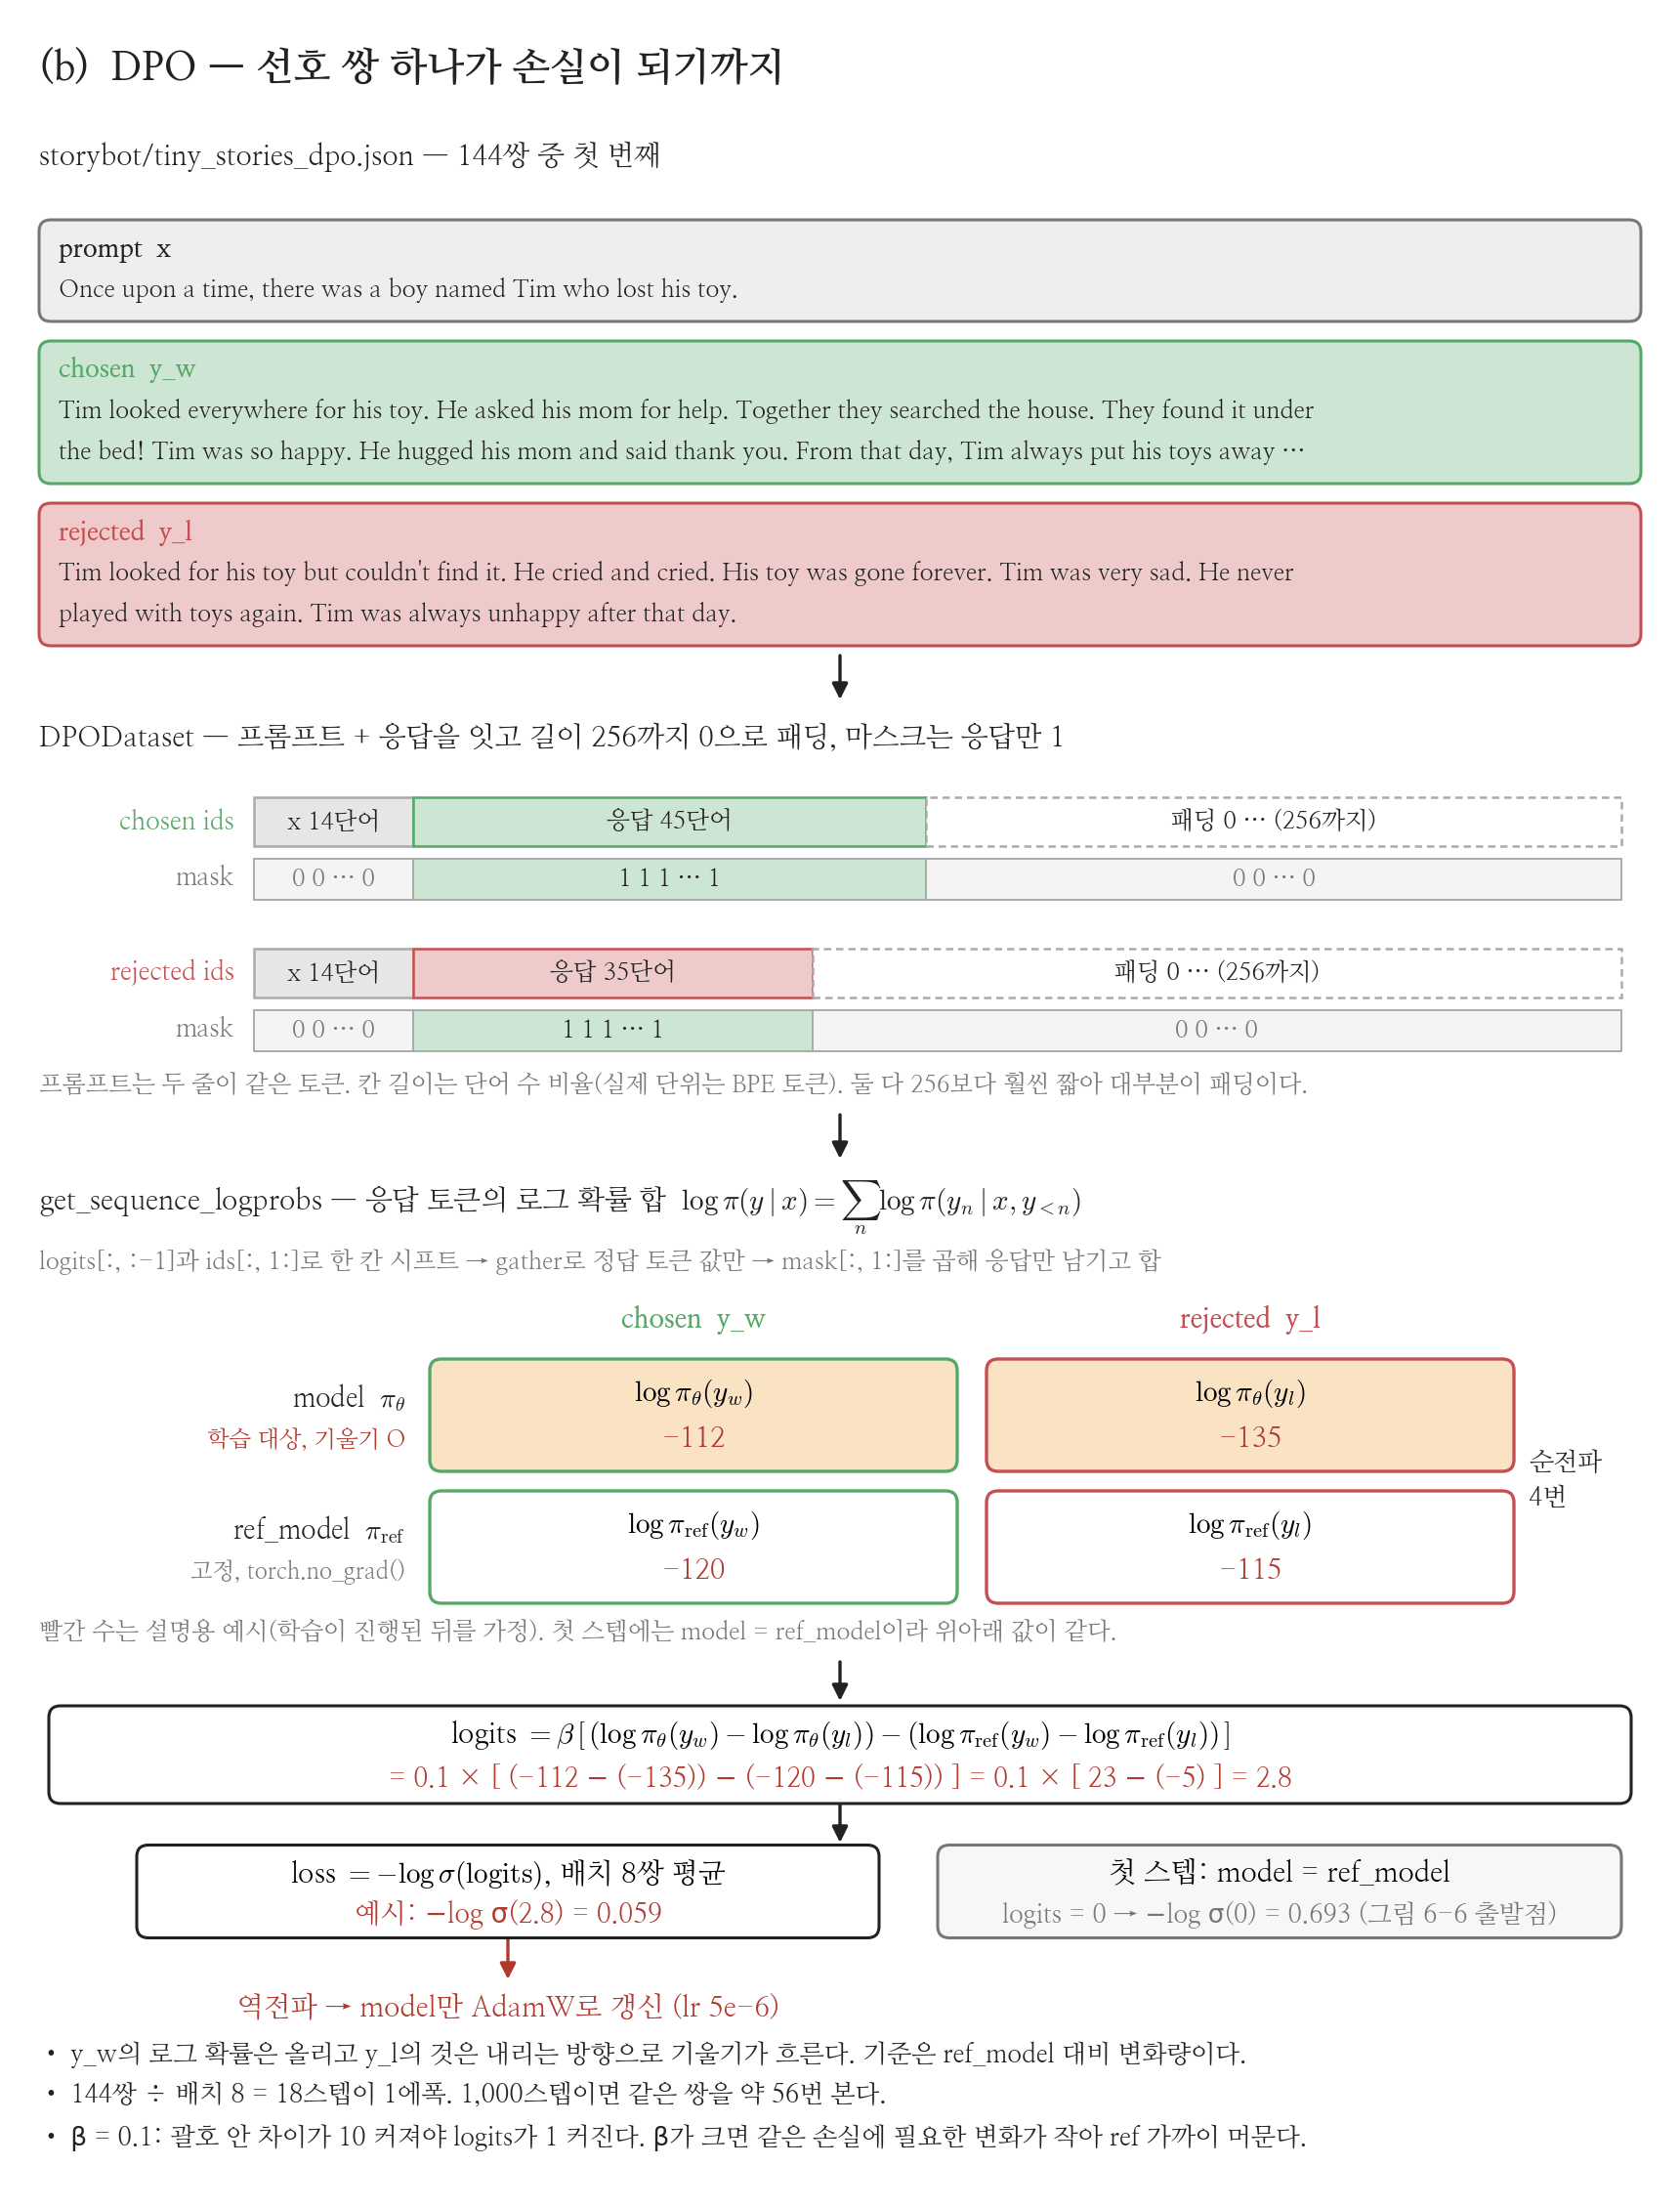 (b) DPO — 선호 쌍 하나가 손실이 되기까지
storybot/tiny_stories_dpo.json — 144쌍 중 첫 번째
prompt x
Once upon a time, there was a boy named Tim who lost his toy.
chosen y_w
Tim looked everywhere for his toy. He asked his mom for help. Together they searched the house. They found it under
the bed! Tim was so happy. He hugged his mom and said thank you. From that day, Tim always put his toys away ⋯
rejected y_l
Tim looked for his toy but couldn't find it. He cried and cried. His toy was gone forever. Tim was very sad. He never
played with toys again. Tim was always unhappy after that day.
DPODataset — 프롬프트 + 응답을 잇고 길이 256까지 0으로 패딩, 마스크는 응답만 1
chosen ids x 14단어 응답 45단어 패딩 0 ⋯ (256까지)
mask 0 0 ⋯ 0 1 1 1 ⋯ 1 0 0 ⋯ 0
rejected ids x 14단어 응답 35단어 패딩 0 ⋯ (256까지)
mask 0 0 ⋯ 0 1 1 1 ⋯ 1 0 0 ⋯ 0
프롬프트는 두 줄이 같은 토큰. 칸 길이는 단어 수 비율(실제 단위는 BPE 토큰). 둘 다 256보다 훨씬 짧아 대부분이 패딩이다.
get_sequence_logprobs — 응답 토큰의 로그 확률 합 log π(y | x) = ∑_n log π(y_n | x, y_{<n})
logits[:, :−1]과 ids[:, 1:]로 한 칸 시프트 → gather로 정답 토큰 값만 → mask[:, 1:]를 곱해 응답만 남기고 합
chosen y_w rejected y_l
model π_θ
학습 대상, 기울기 O
log π_θ(y_w)
−112
log π_θ(y_l)
−135
순전파
4번
ref_model π_ref
고정, torch.no_grad()
log π_ref(y_w)
−120
log π_ref(y_l)
−115
빨간 수는 설명용 예시(학습이 진행된 뒤를 가정). 첫 스텝에는 model = ref_model이라 위아래 값이 같다.
logits = β [ (log π_θ(y_w) − log π_θ(y_l)) − (log π_ref(y_w) − log π_ref(y_l)) ]
= 0.1 × [ (−112 − (−135)) − (−120 − (−115)) ] = 0.1 × [ 23 − (−5) ] = 2.8
loss = −log σ(logits), 배치 8쌍 평균
예시: −log σ(2.8) = 0.059
첫 스텝: model = ref_model
logits = 0 → −log σ(0) = 0.693 (그림 6-6 출발점)
역전파 → model만 AdamW로 갱신 (lr 5e−6)
• y_w의 로그 확률은 올리고 y_l의 것은 내리는 방향으로 기울기가 흐른다. 기준은 ref_model 대비 변화량이다.
• 144쌍 ÷ 배치 8 = 18스텝이 1에폭. 1,000스텝이면 같은 쌍을 약 56번 본다.
• β = 0.1: 괄호 안 차이가 10 커져야 logits가 1 커진다. β가 크면 같은 손실에 필요한 변화가 작아 ref 가까이 머문다.